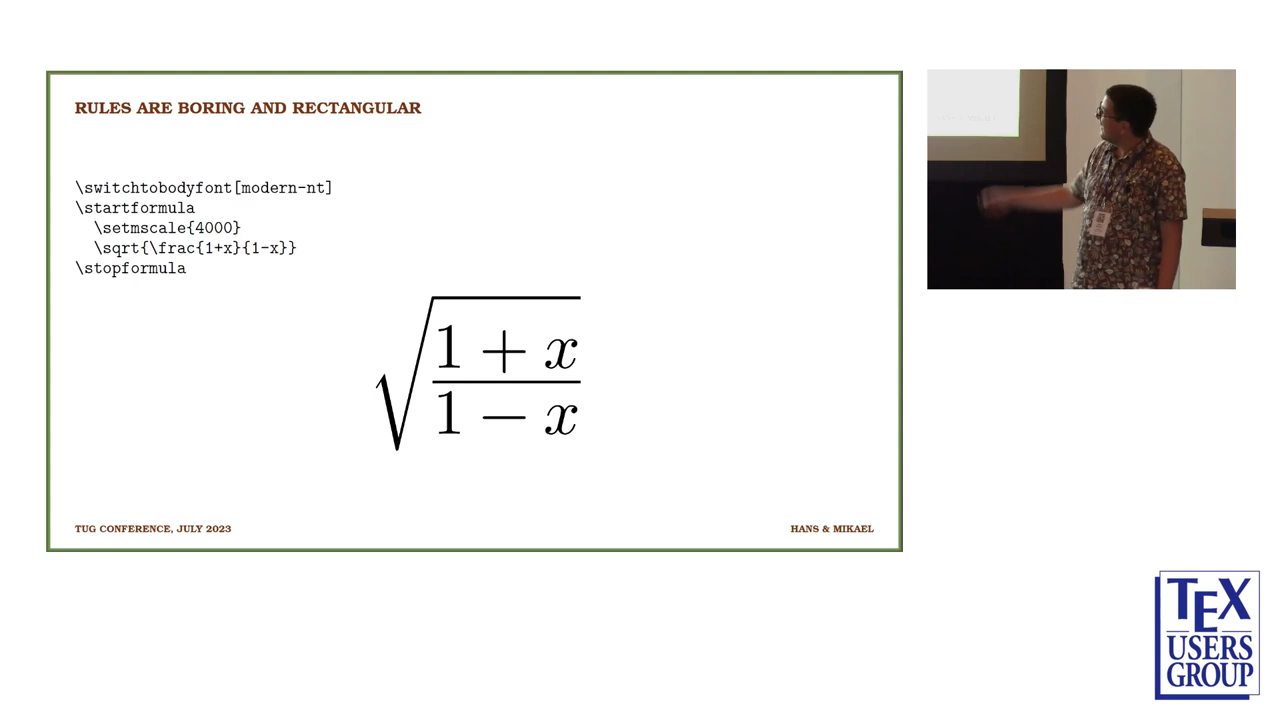 RULES ARE BORING AND RECTANGULAR
\switchtobodyfont[modern-nt]
\startformula
\setmscale{4000}
\sqrt{\frac{1+x}{1-x}}
\stopformula
√
1 + x
1 − x
TUG CONFERENCE, JULY 2023
HANS & MIKAEL
TEX
USERS
GROUP